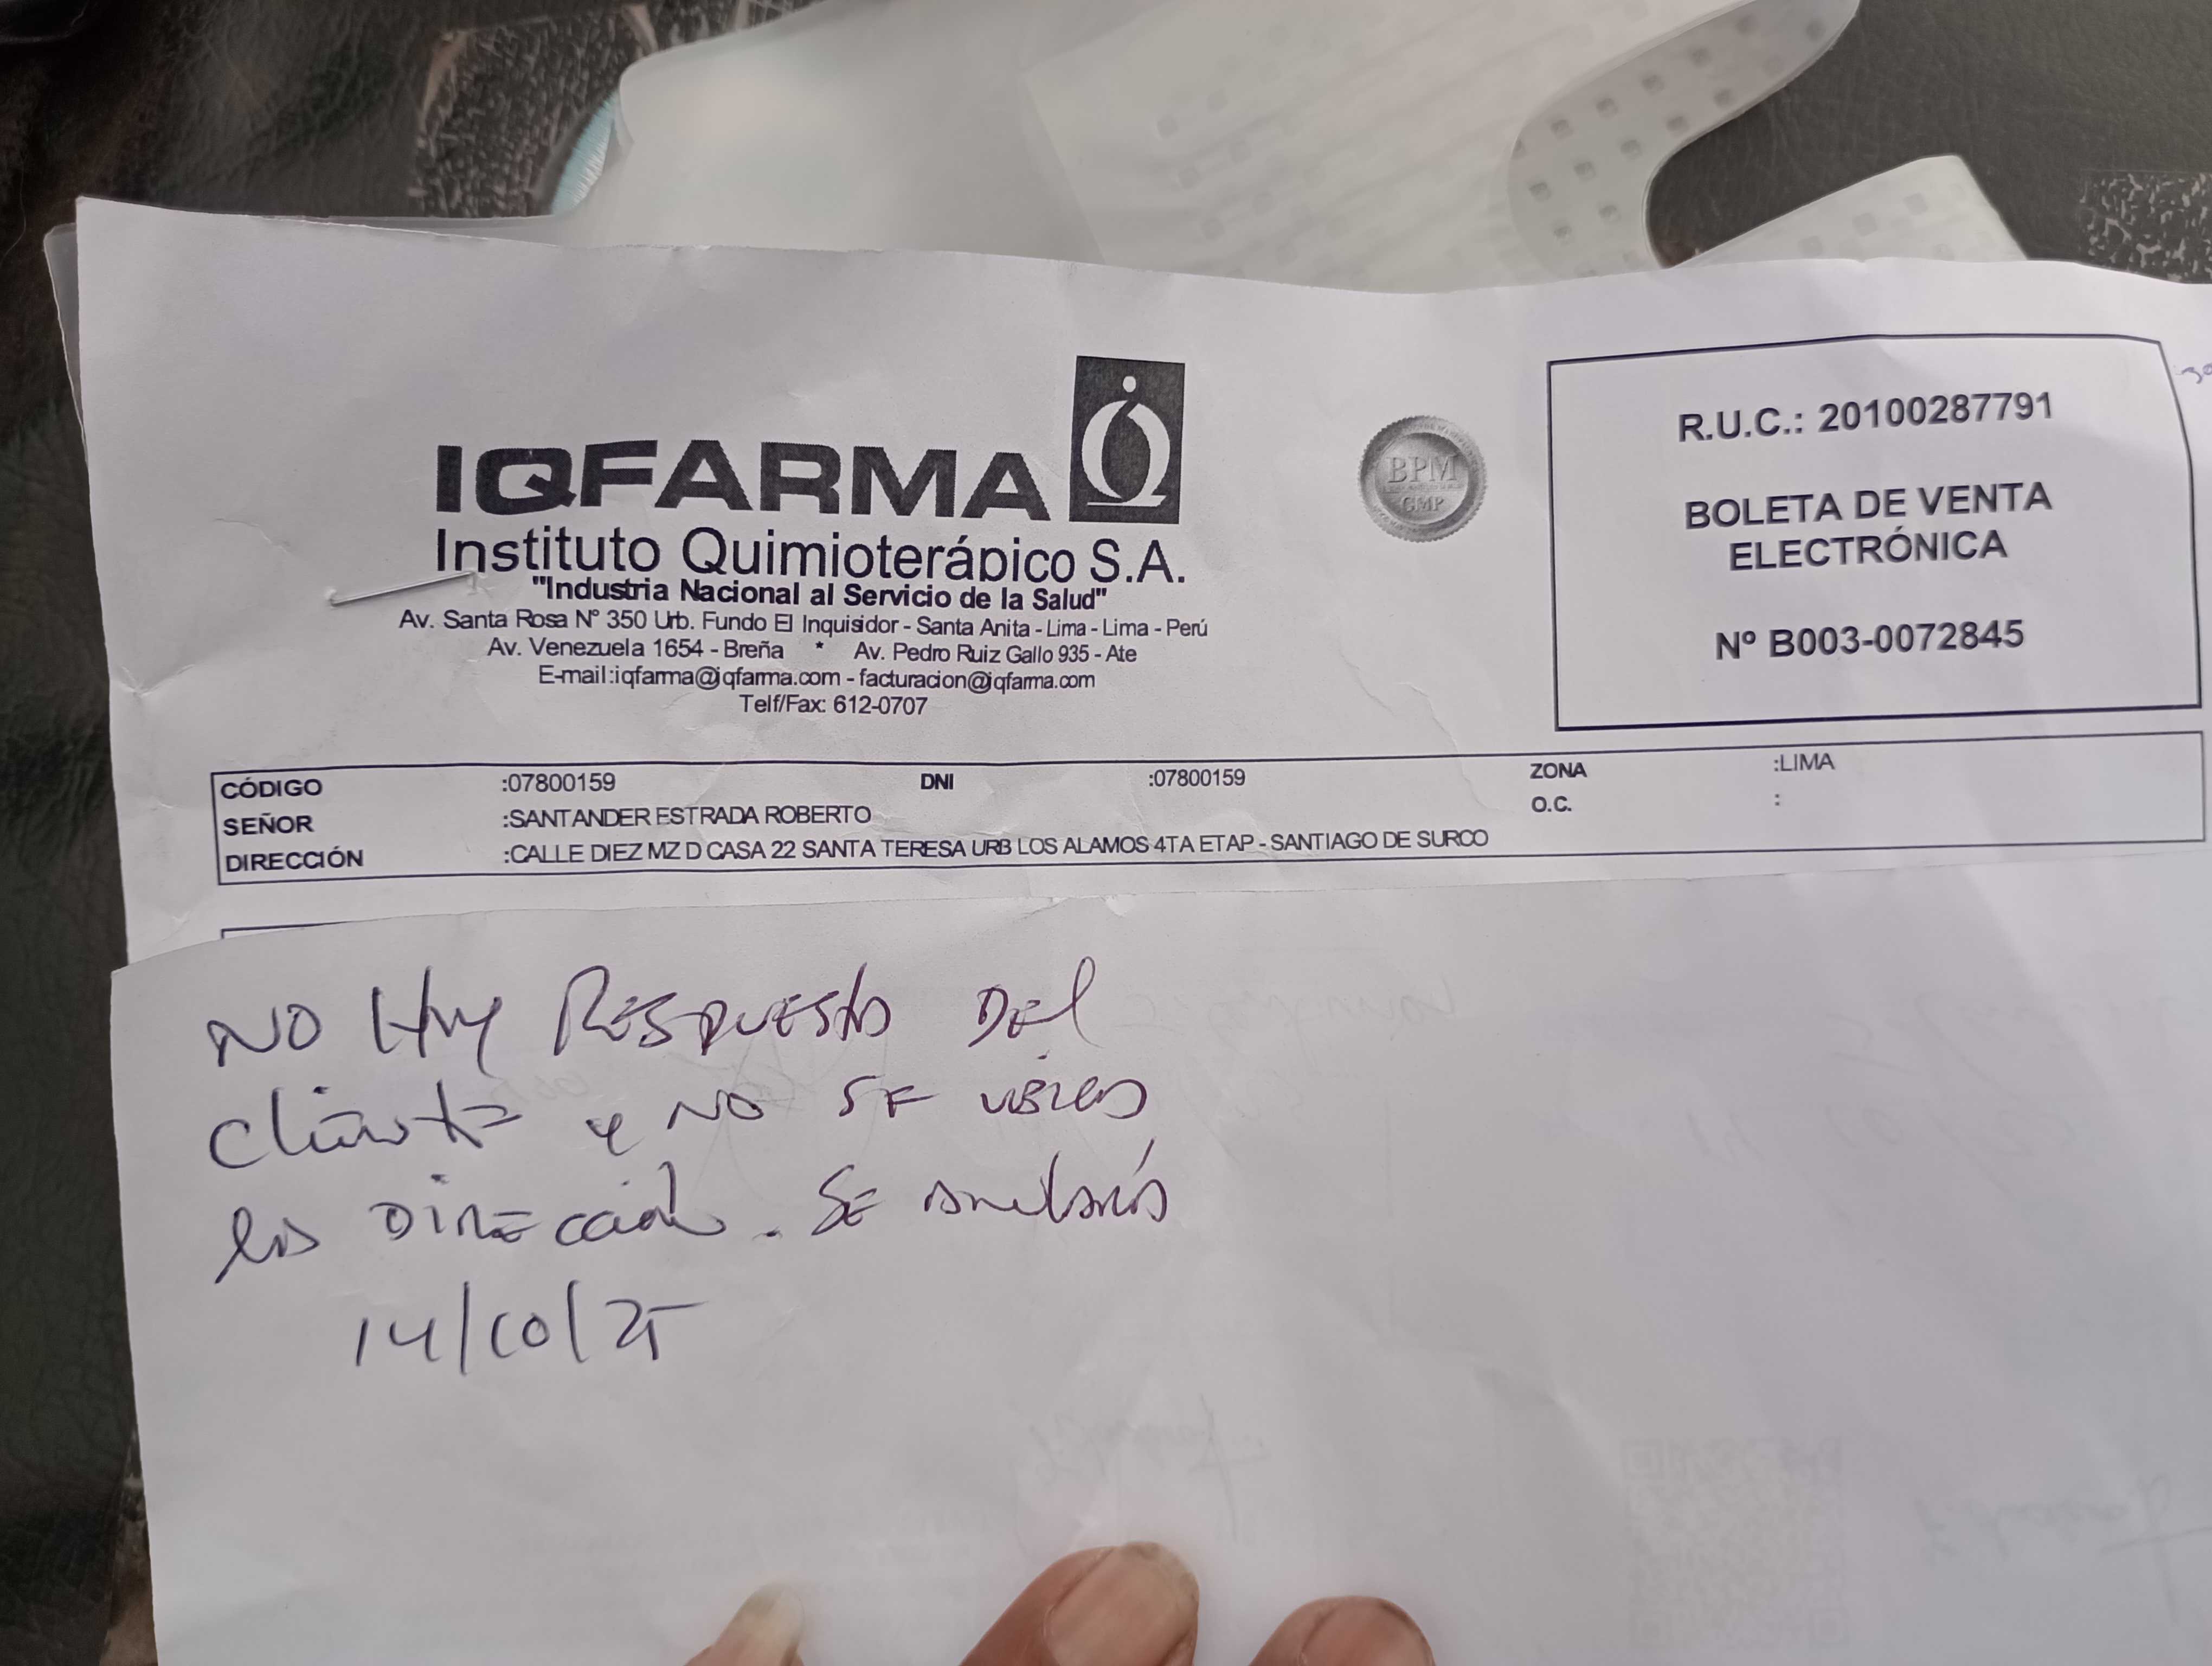 IQFARMA
Instituto Quimioterápico S.A.
"Industria Nacional al Servicio de la Salud"
Av. Santa Rosa Nº 350 Urb. Fundo El Inquisidor - Santa Anita - Lima - Lima - Perú
Av. Venezuela 1654 - Breña * Av. Pedro Ruiz Gallo 935 - Ate
E-mail:iqfarma@iqfarma.com - facturacion@iqfarma.com
Telf/Fax: 612-0707
BPM
GMP
R.U.C.: 20100287791
BOLETA DE VENTA
ELECTRÓNICA
Nº B003-0072845
CÓDIGO :07800159 DNI :07800159 ZONA :LIMA
SEÑOR :SANTANDER ESTRADA ROBERTO O.C. :
DIRECCIÓN :CALLE DIEZ MZ D CASA 22 SANTA TERESA URB LOS ALAMOS 4TA ETAP - SANTIAGO DE SURCO
NO Hay RESPUESta DEl
cliente y NO SE ubica
la DIRECCión. SE anulará
14/10/25